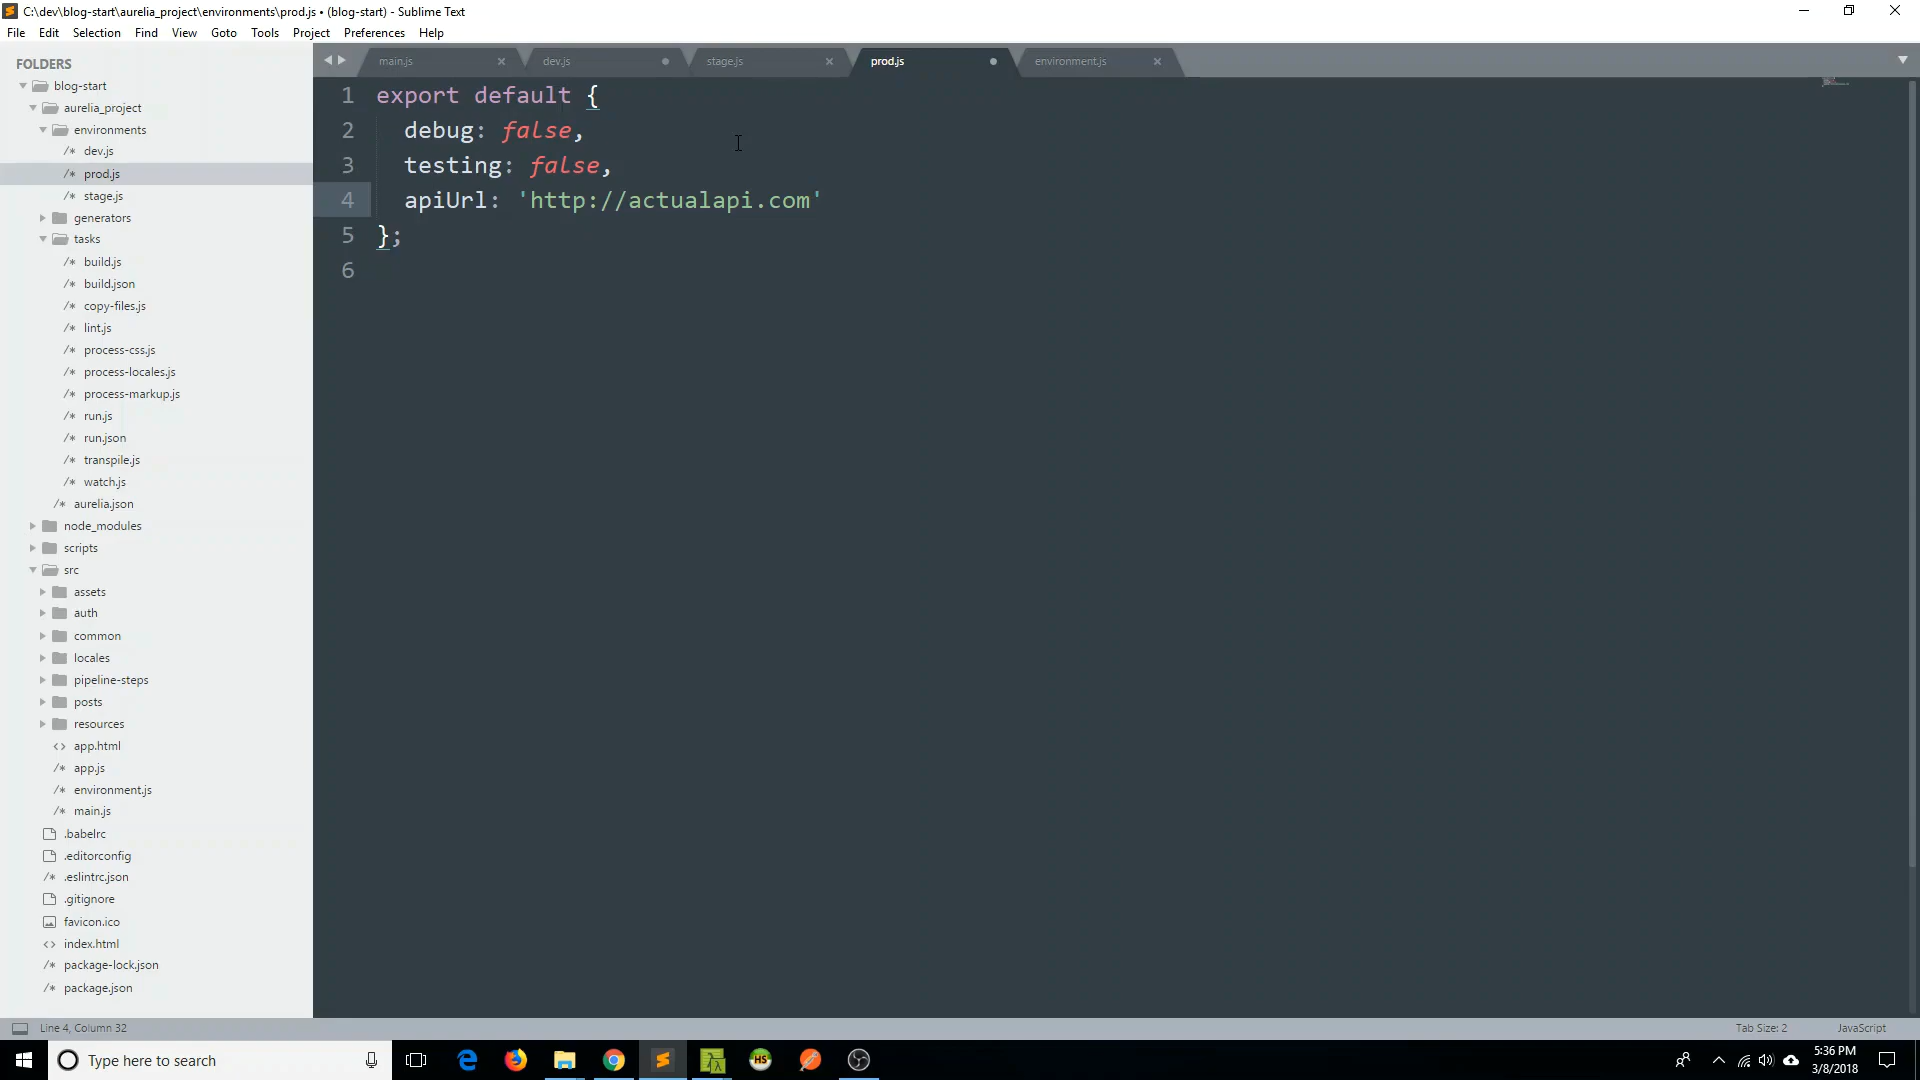 C:\dev\blog-start\aurelia_project\environments\prod.js • (blog-start) - Sublime Text
File Edit Selection Find View Goto Tools Project Preferences Help
FOLDERS
blog-start
aurelia_project
environments
/* dev.js
/* prod.js
/* stage.js
generators
tasks
/* build.js
/* build.json
/* copy-files.js
/* lint.js
/* process-css.js
/* process-locales.js
/* process-markup.js
/* run.js
/* run.json
/* transpile.js
/* watch.js
/* aurelia.json
node_modules
scripts
src
assets
auth
common
locales
pipeline-steps
posts
resources
<> app.html
/* app.js
/* environment.js
/* main.js
.babelrc
.editorconfig
/* .eslintrc.json
.gitignore
favicon.ico
<> index.html
/* package-lock.json
/* package.json
main.js dev.js stage.js prod.js environment.js
1 export default {
2 debug: false,
3 testing: false,
4 apiUrl: 'http://actualapi.com'
5 };
6
Line 4, Column 32 Tab Size: 2 JavaScript
Type here to search
HS
5:36 PM
3/8/2018